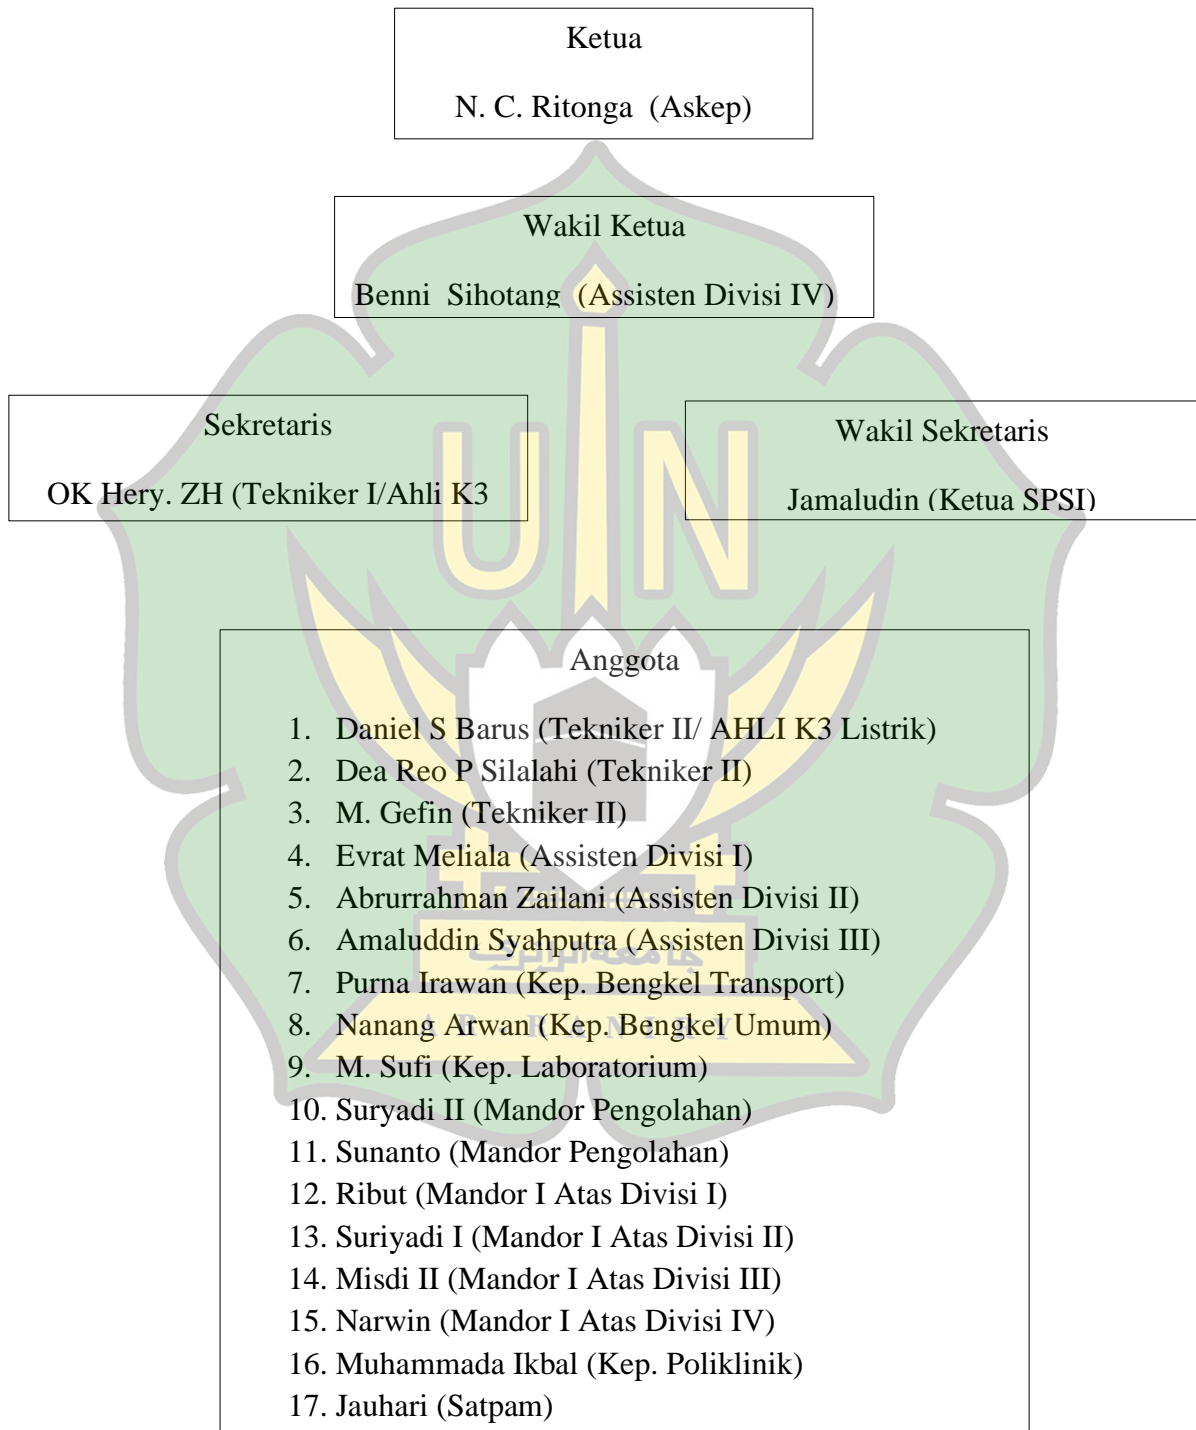 Ketua
N. C. Ritonga (Askep)
Wakil Ketua
Benni Sihotang (Assisten Divisi IV)
Sekretaris
OK Hery. ZH (Tekniker I/Ahli K3
Wakil Sekretaris
Jamaludin (Ketua SPSI)
UIN
Anggota
1. Daniel S Barus (Tekniker II/ AHLI K3 Listrik)
2. Dea Reo P Silalahi (Tekniker II)
3. M. Gefin (Tekniker II)
4. Evrat Meliala (Assisten Divisi I)
5. Abrurrahman Zailani (Assisten Divisi II)
6. Amaluddin Syahputra (Assisten Divisi III)
جامعة الرانري
7. Purna Irawan (Kep. Bengkel Transport)
8. Nanang Arwan (Kep. Bengkel Umum)
AR-RANIRY
9. M. Sufi (Kep. Laboratorium)
10. Suryadi II (Mandor Pengolahan)
11. Sunanto (Mandor Pengolahan)
12. Ribut (Mandor I Atas Divisi I)
13. Suriyadi I (Mandor I Atas Divisi II)
14. Misdi II (Mandor I Atas Divisi III)
15. Narwin (Mandor I Atas Divisi IV)
16. Muhammada Ikbal (Kep. Poliklinik)
17. Jauhari (Satpam)